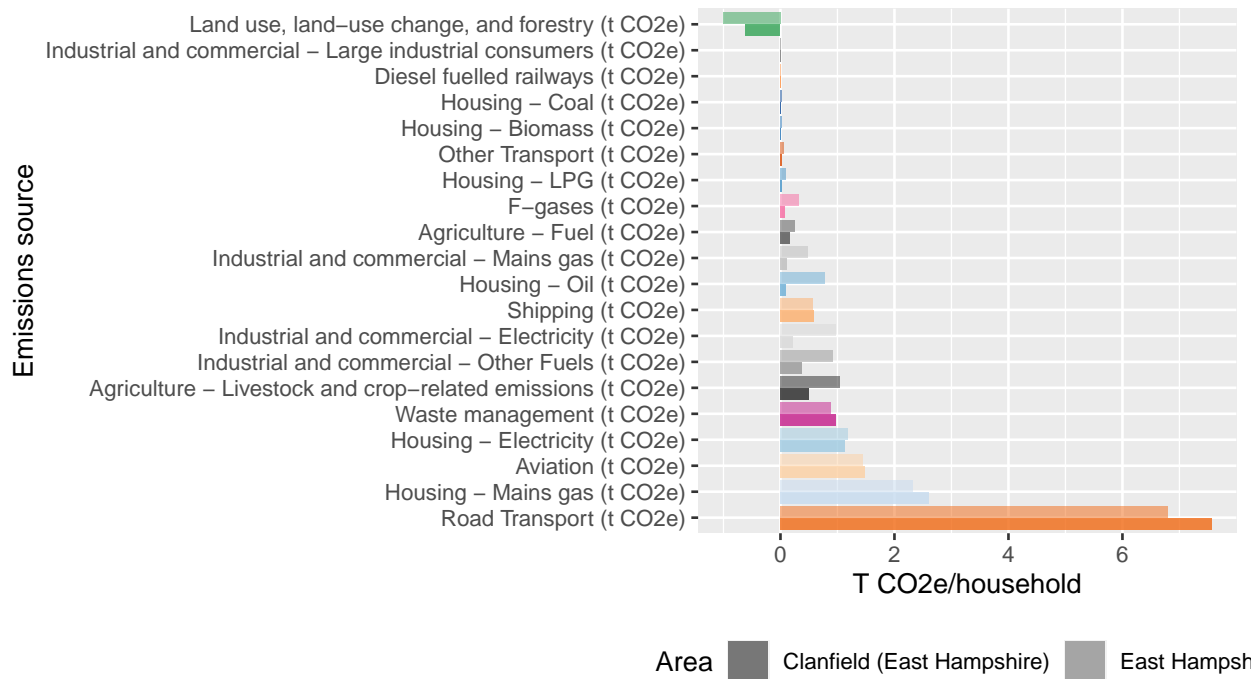 Land use, land−use change, and forestry (t CO2e)
Industrial and commercial − Large industrial consumers (t CO2e)
Diesel fuelled railways (t CO2e)
Housing − Coal (t CO2e)
Housing − Biomass (t CO2e)
Other Transport (t CO2e)
Housing − LPG (t CO2e)
F−gases (t CO2e)
Agriculture − Fuel (t CO2e)
Industrial and commercial − Mains gas (t CO2e)
Housing − Oil (t CO2e)
Shipping (t CO2e)
Industrial and commercial − Electricity (t CO2e)
Industrial and commercial − Other Fuels (t CO2e)
Agriculture − Livestock and crop−related emissions (t CO2e)
Waste management (t CO2e)
Housing − Electricity (t CO2e)
Aviation (t CO2e)
Housing − Mains gas (t CO2e)
Road Transport (t CO2e)
Emissions source
0 2 4 6
T CO2e/household
Area Clanfield (East Hampshire) East Hampsh